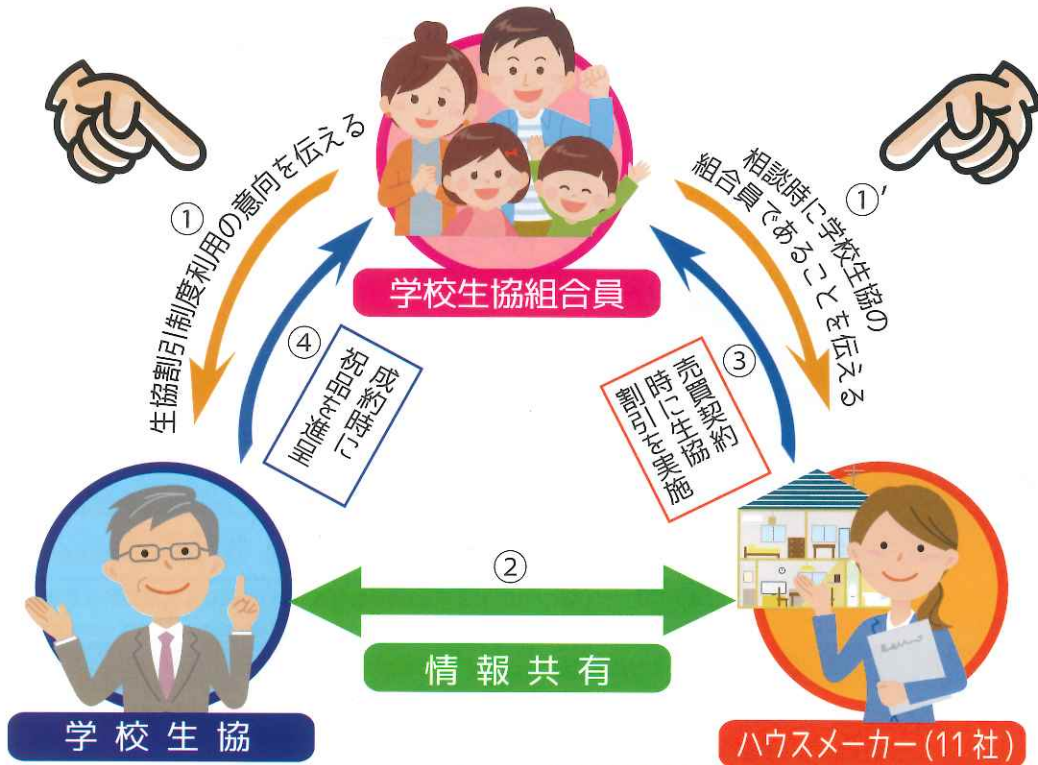 ①
生協割引制度利用の意向を伝える
①′
相談時に学校生協の
組合員であることを伝える
学校生協組合員
④
成約時に
祝品を進呈
③
売買契約
時に生協
割引を実施
②
情報共有
学校生協
ハウスメーカー(11社)